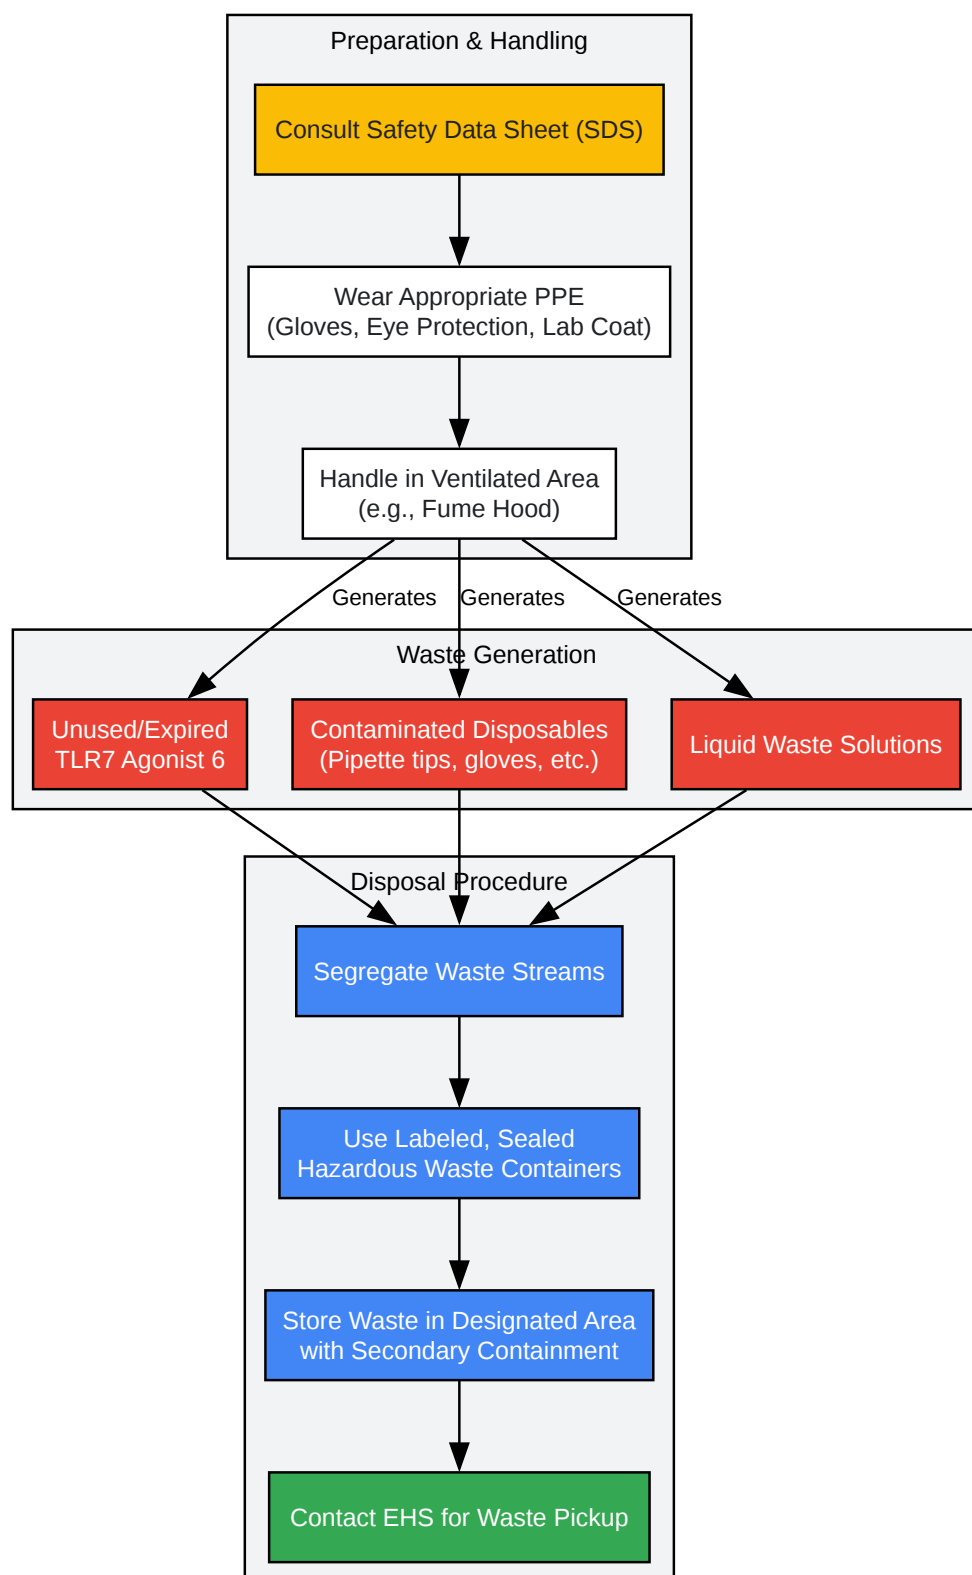 Preparation & Handling
Consult Safety Data Sheet (SDS)
Wear Appropriate PPE
(Gloves, Eye Protection, Lab Coat)
Handle in Ventilated Area
(e.g., Fume Hood)
Generates
Generates
Generates
Waste Generation
Unused/Expired
TLR7 Agonist 6
Contaminated Disposables
(Pipette tips, gloves, etc.)
Liquid Waste Solutions
Disposal Procedure
Segregate Waste Streams
Use Labeled, Sealed
Hazardous Waste Containers
Store Waste in Designated Area
with Secondary Containment
Contact EHS for Waste Pickup